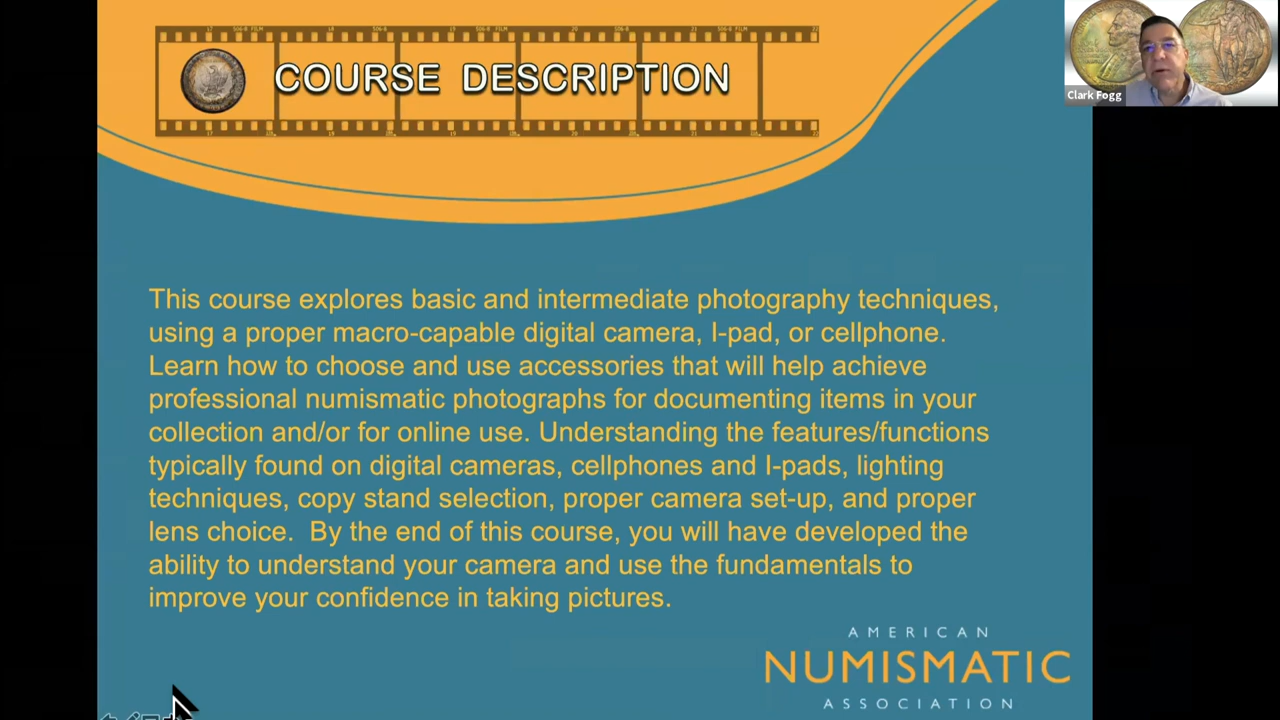 COURSE DESCRIPTION
Clark Fogg
This course explores basic and intermediate photography techniques,
using a proper macro-capable digital camera, I-pad, or cellphone.
Learn how to choose and use accessories that will help achieve
professional numismatic photographs for documenting items in your
collection and/or for online use. Understanding the features/functions
typically found on digital cameras, cellphones and I-pads, lighting
techniques, copy stand selection, proper camera set-up, and proper
lens choice.  By the end of this course, you will have developed the
ability to understand your camera and use the fundamentals to
improve your confidence in taking pictures.
AMERICAN
NUMISMATIC
ASSOCIATION